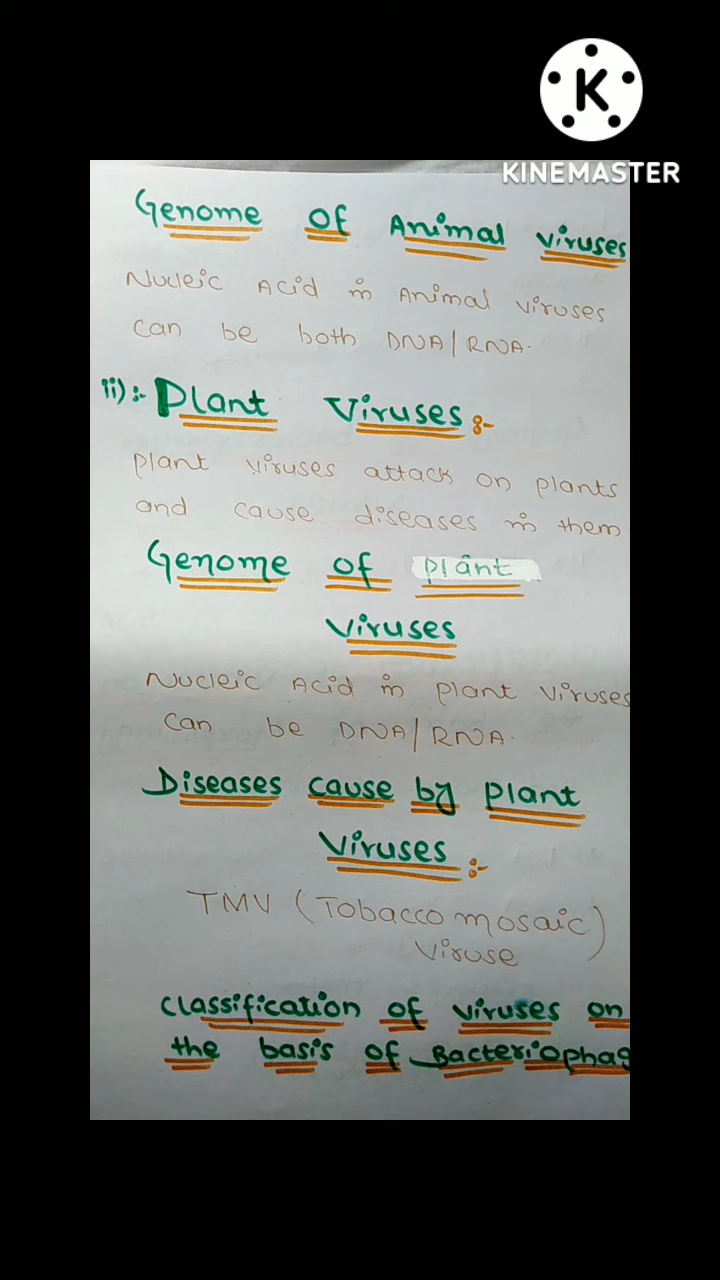 K
KINEMASTER
Genome of Animal viruses
Nucleic Acid in Animal viruses
can be both DNA/RNA.
ii):- Plant Viruses :-
plant viruses attack on plants
and cause diseases in them
Genome of plant
viruses
Nucleic Acid in plant viruses
can be DNA/RNA.
Diseases cause by plant
Viruses :-
TMV (Tobacco mosaic)
Viruse
classification of viruses on
the basis of Bacteriophag